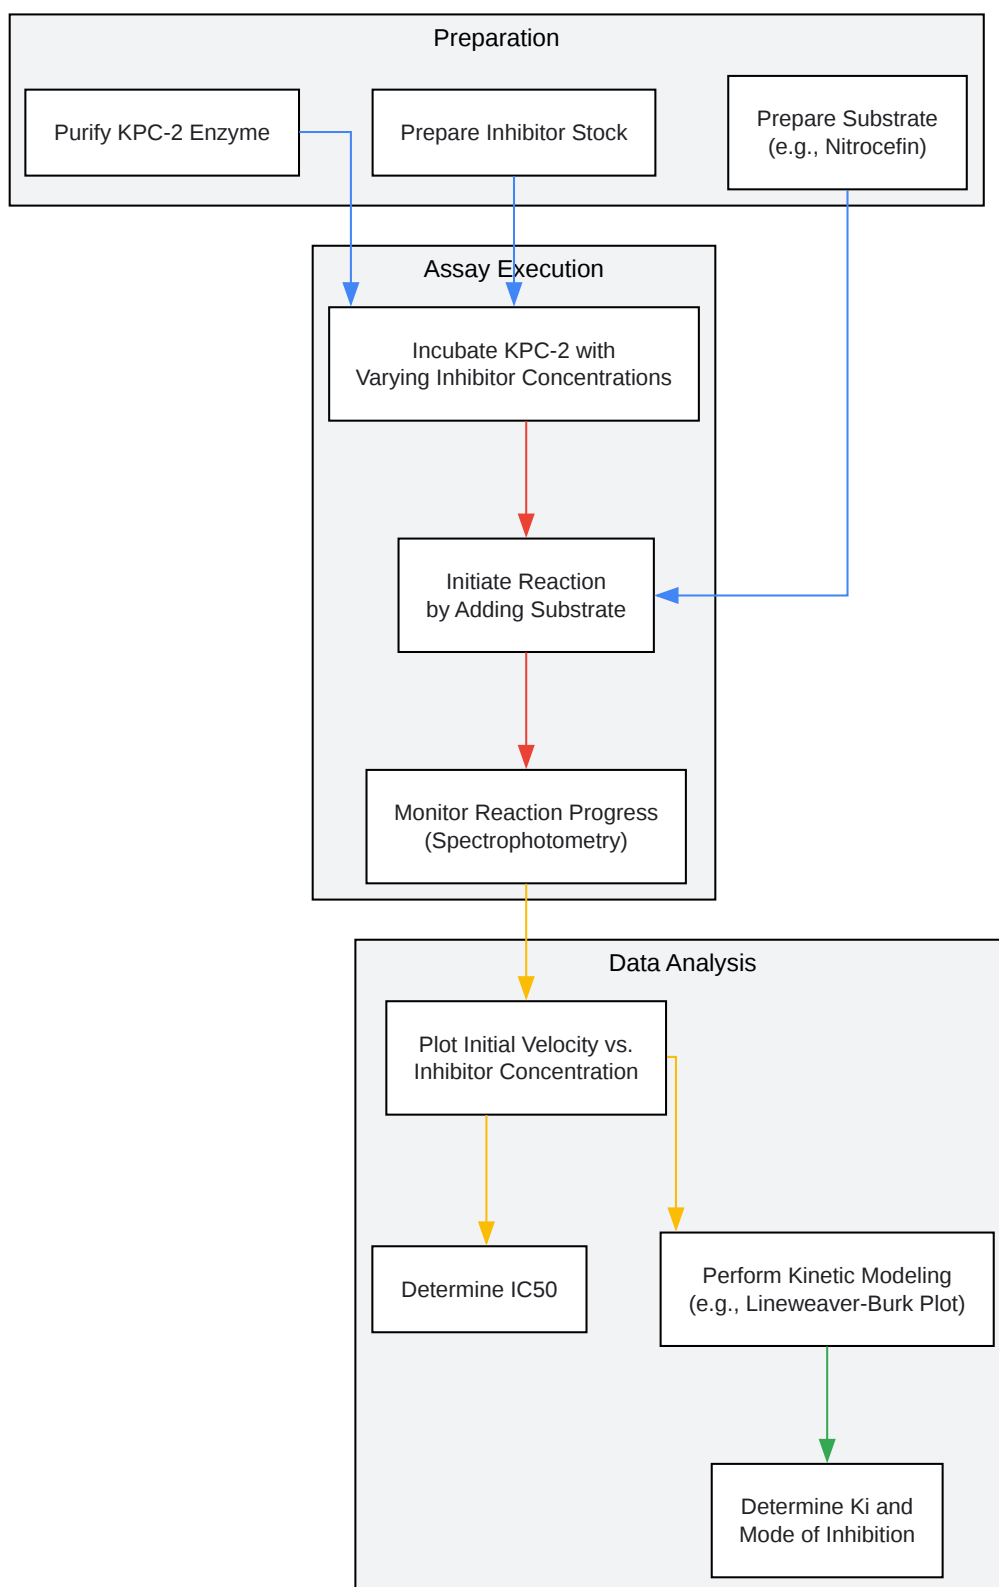 Preparation
Purify KPC-2 Enzyme
Prepare Inhibitor Stock
Prepare Substrate
(e.g., Nitrocefin)
Assay Execution
Incubate KPC-2 with
Varying Inhibitor Concentrations
Initiate Reaction
by Adding Substrate
Monitor Reaction Progress
(Spectrophotometry)
Data Analysis
Plot Initial Velocity vs.
Inhibitor Concentration
Determine IC50
Perform Kinetic Modeling
(e.g., Lineweaver-Burk Plot)
Determine Ki and
Mode of Inhibition